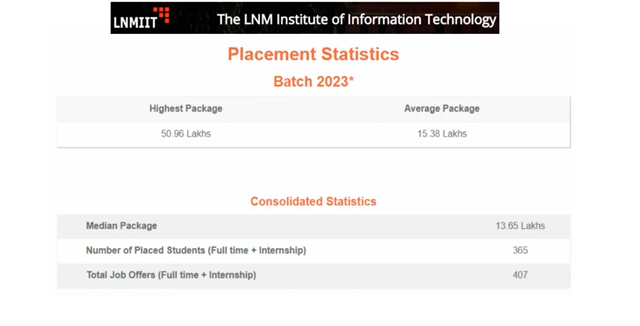 LNMIIT The LNM Institute of Information Technology
Placement Statistics
Batch 2023*
Highest Package Average Package
50.96 Lakhs 15.38 Lakhs
Consolidated Statistics
Median Package 13.65 Lakhs
Number of Placed Students (Full time + Internship) 365
Total Job Offers (Full time + Internship) 407